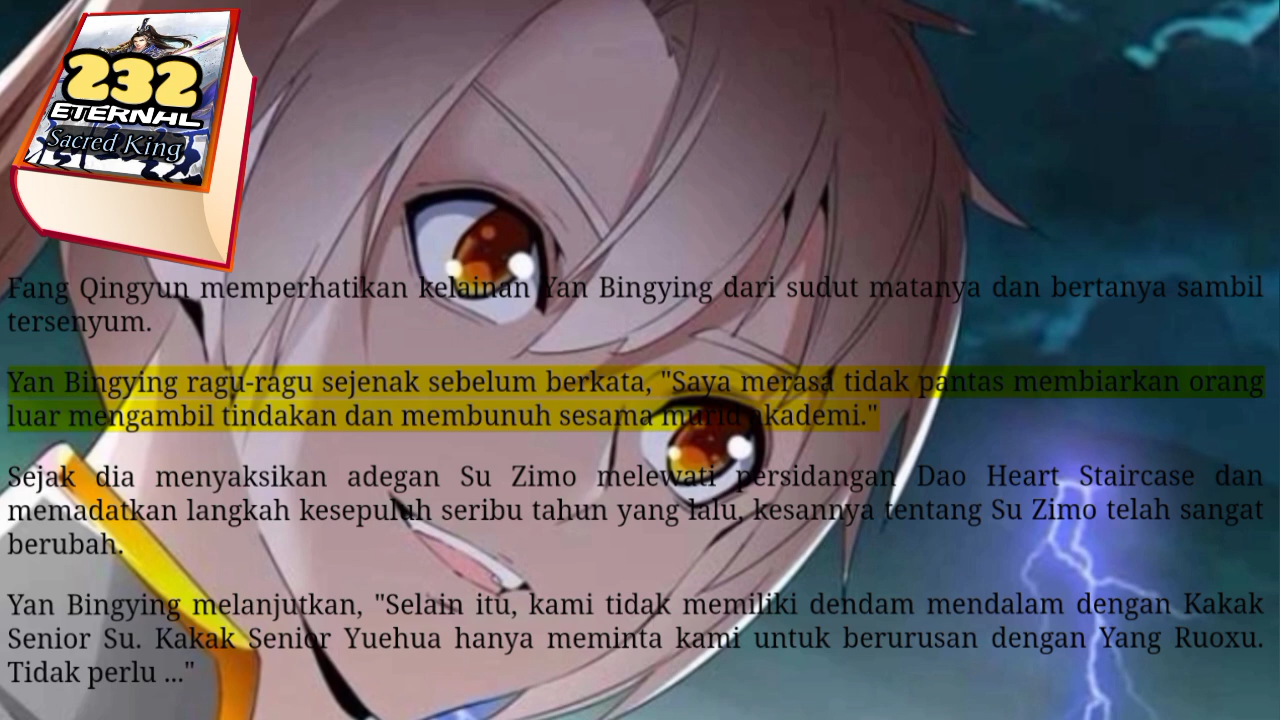 232
ETERNAL
Sacred King
Fang Qingyun memperhatikan kelainan Yan Bingying dari sudut matanya dan bertanya sambil
tersenyum.
Yan Bingying ragu-ragu sejenak sebelum berkata, "Saya merasa tidak pantas membiarkan orang
luar mengambil tindakan dan membunuh sesama murid akademi."
Sejak dia menyaksikan adegan Su Zimo melewati persidangan Dao Heart Staircase dan
memadatkan langkah kesepuluh seribu tahun yang lalu, kesannya tentang Su Zimo telah sangat
berubah.
Yan Bingying melanjutkan, "Selain itu, kami tidak memiliki dendam mendalam dengan Kakak
Senior Su. Kakak Senior Yuehua hanya meminta kami untuk berurusan dengan Yang Ruoxu.
Tidak perlu ..."